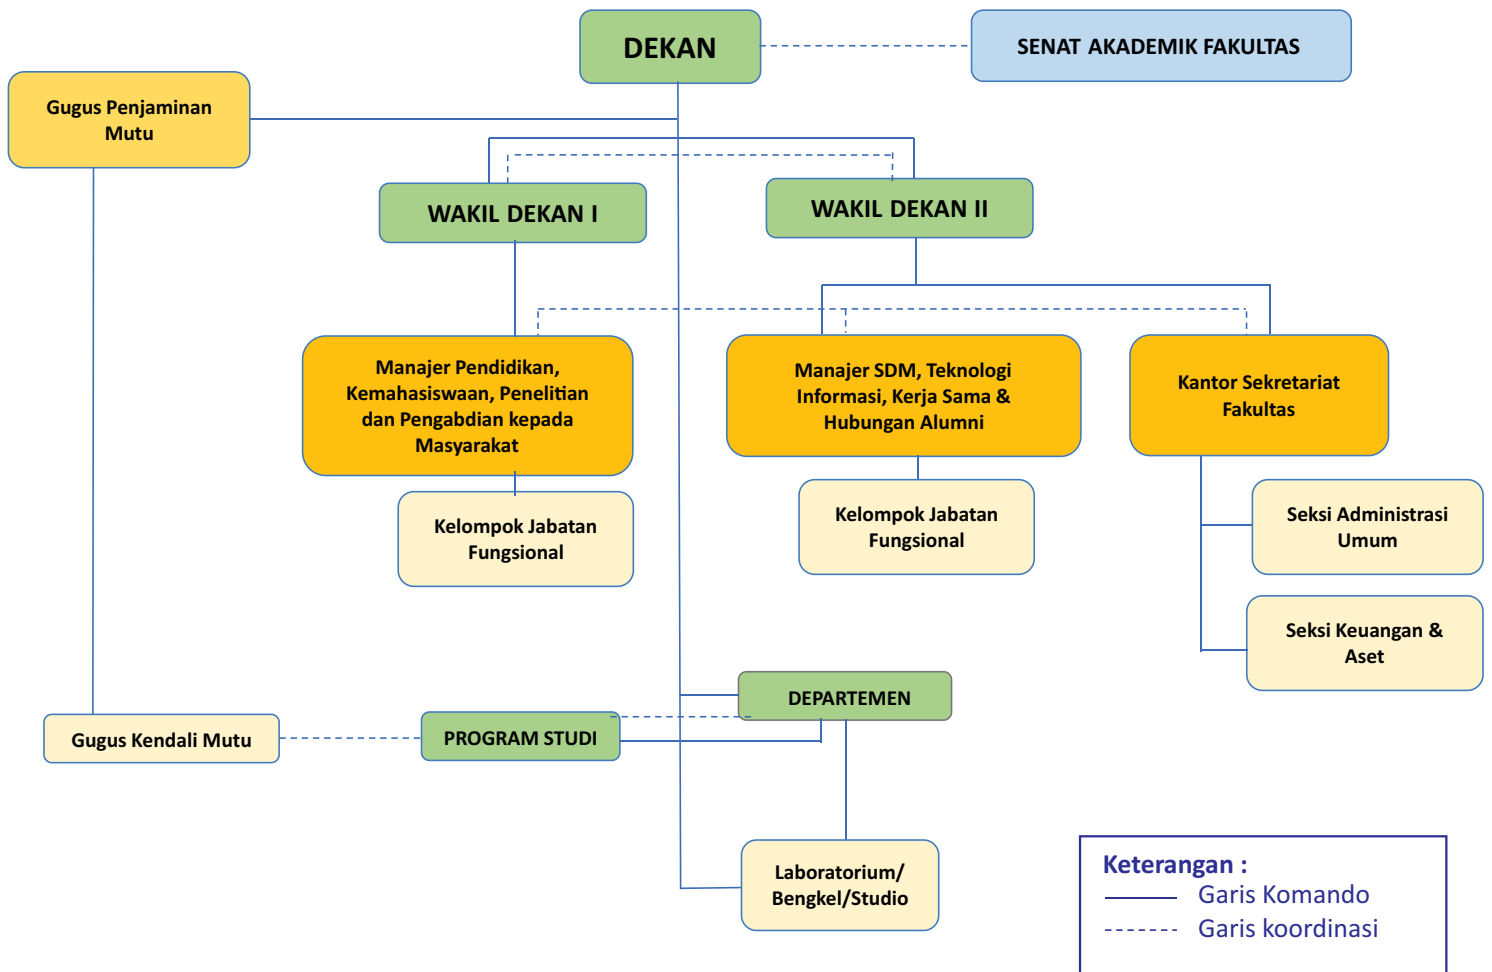 DEKAN
SENAT AKADEMIK FAKULTAS
Gugus Penjaminan
Mutu
WAKIL DEKAN I
WAKIL DEKAN II
Manajer Pendidikan,
Kemahasiswaan, Penelitian
dan Pengabdian kepada
Masyarakat
Manajer SDM, Teknologi
Informasi, Kerja Sama &
Hubungan Alumni
Kantor Sekretariat
Fakultas
Kelompok Jabatan
Fungsional
Kelompok Jabatan
Fungsional
Seksi Administrasi
Umum
Seksi Keuangan &
Aset
DEPARTEMEN
Gugus Kendali Mutu
PROGRAM STUDI
Laboratorium/
Bengkel/Studio
Keterangan :
Garis Komando
Garis koordinasi